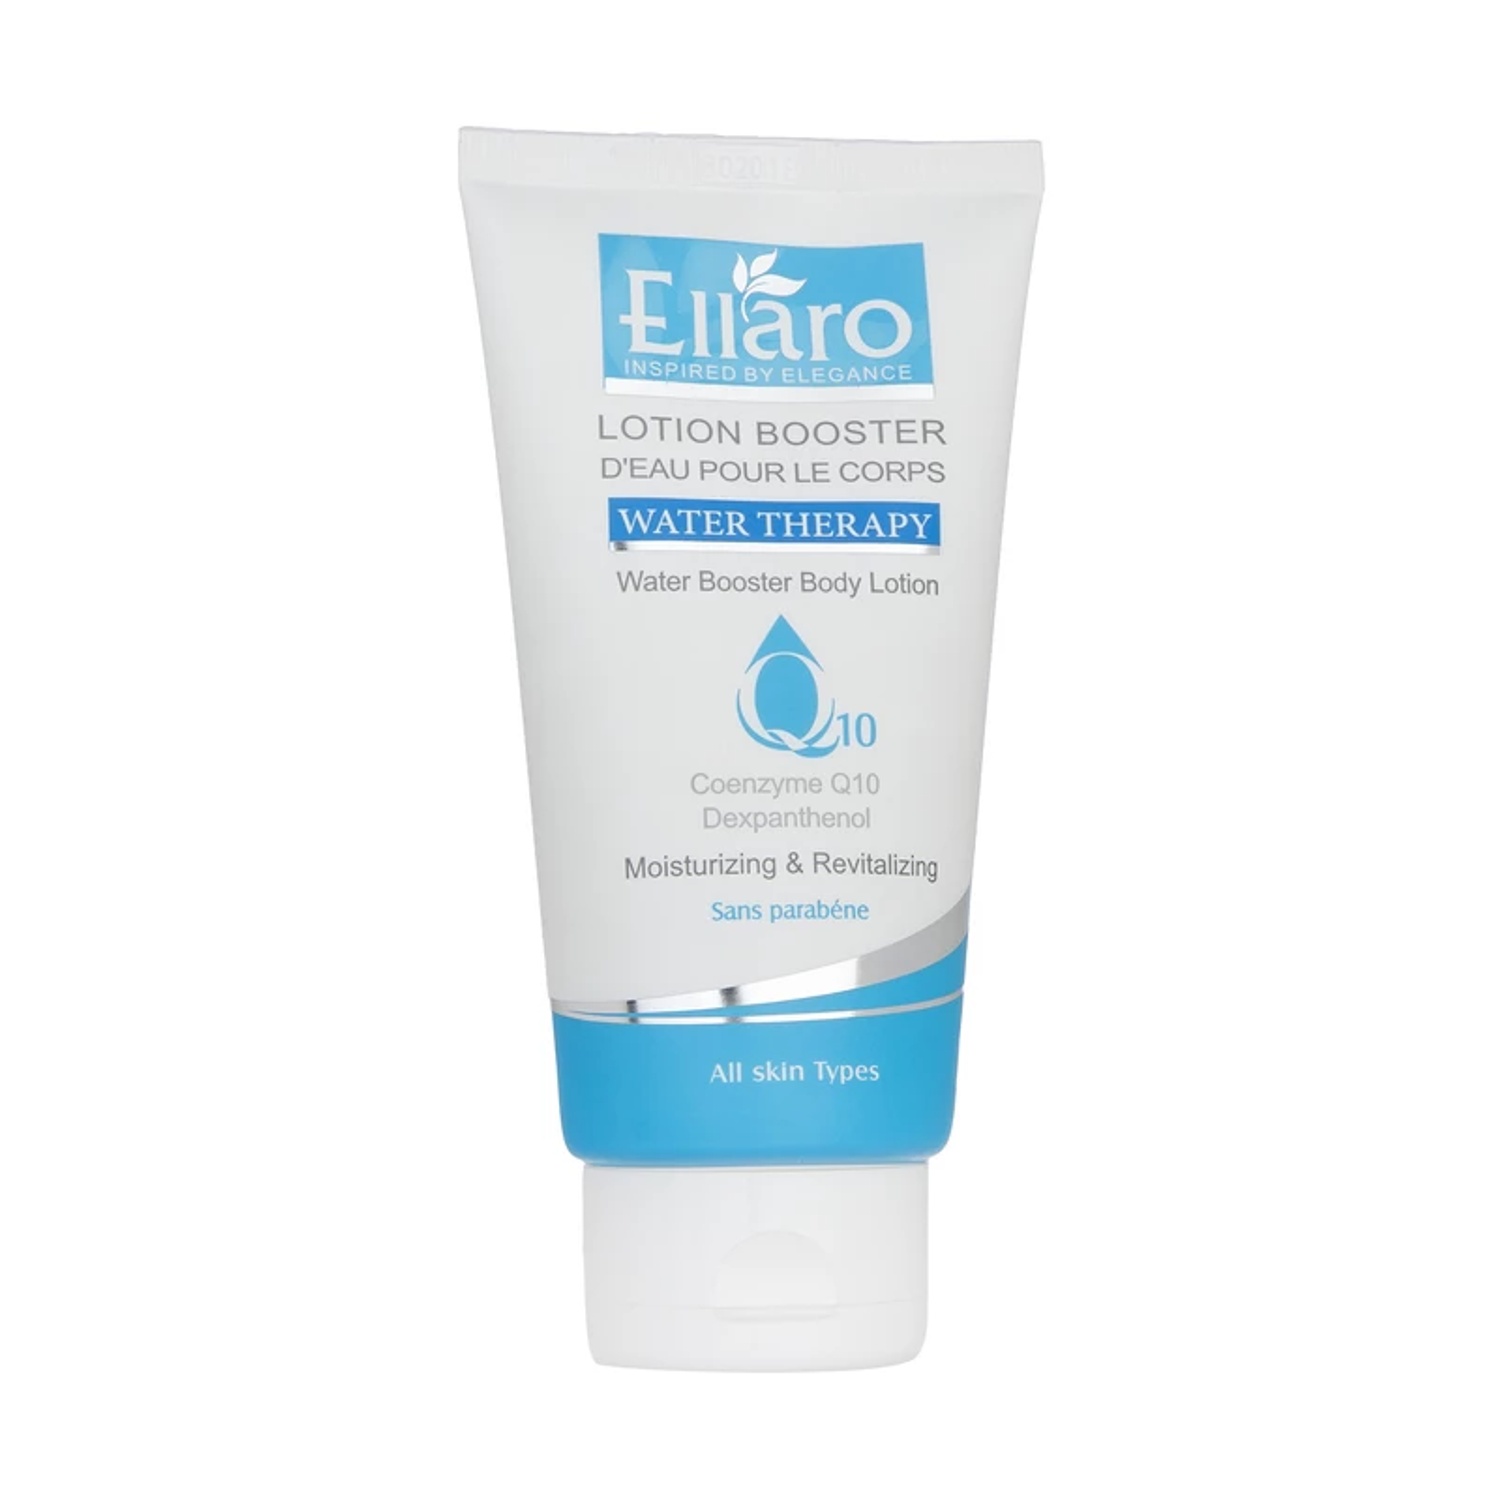 Ellaro
INSPIRED BY ELEGANCE
LOTION BOOSTER
D'EAU POUR LE CORPS
WATER THERAPY
Water Booster Body Lotion
Q10
Coenzyme Q10
Dexpanthenol
Moisturizing & Revitalizing
Sans parabéne
All skin Types